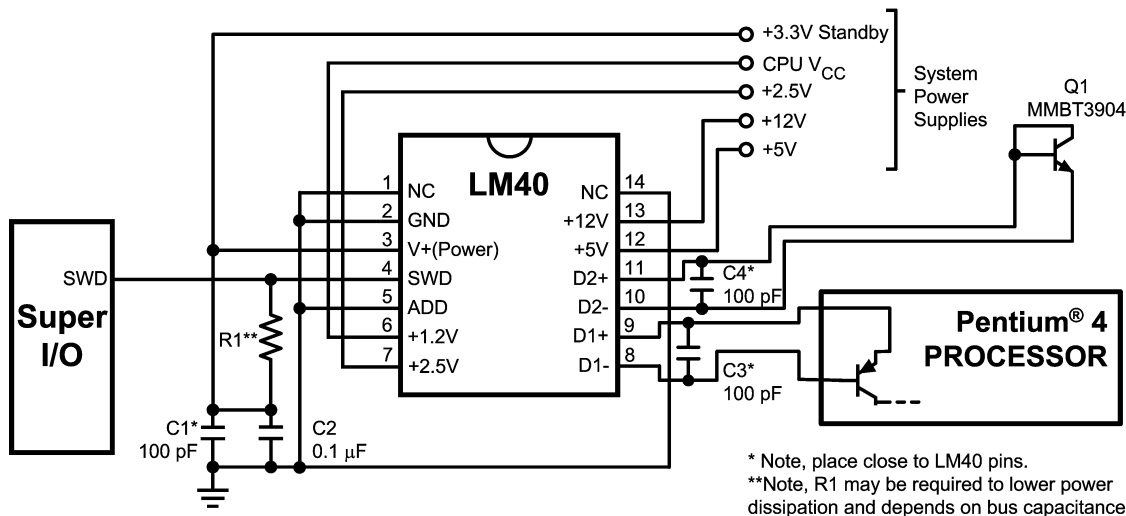 +3.3V Standby
CPU VCC
+2.5V
+12V
+5V
System
Power
Supplies
Q1
MMBT3904
LM40
1
NC
2
GND
3
V+(Power)
4
SWD
5
ADD
6
+1.2V
7
+2.5V
14
NC
13
+12V
12
+5V
11
D2+
10
D2-
9
D1+
8
D1-
SWD
Super
I/O
R1**
C1*
100 pF
C2
0.1 µF
C4*
100 pF
C3*
100 pF
Pentium® 4
PROCESSOR
* Note, place close to LM40 pins.
**Note, R1 may be required to lower power
dissipation and depends on bus capacitance